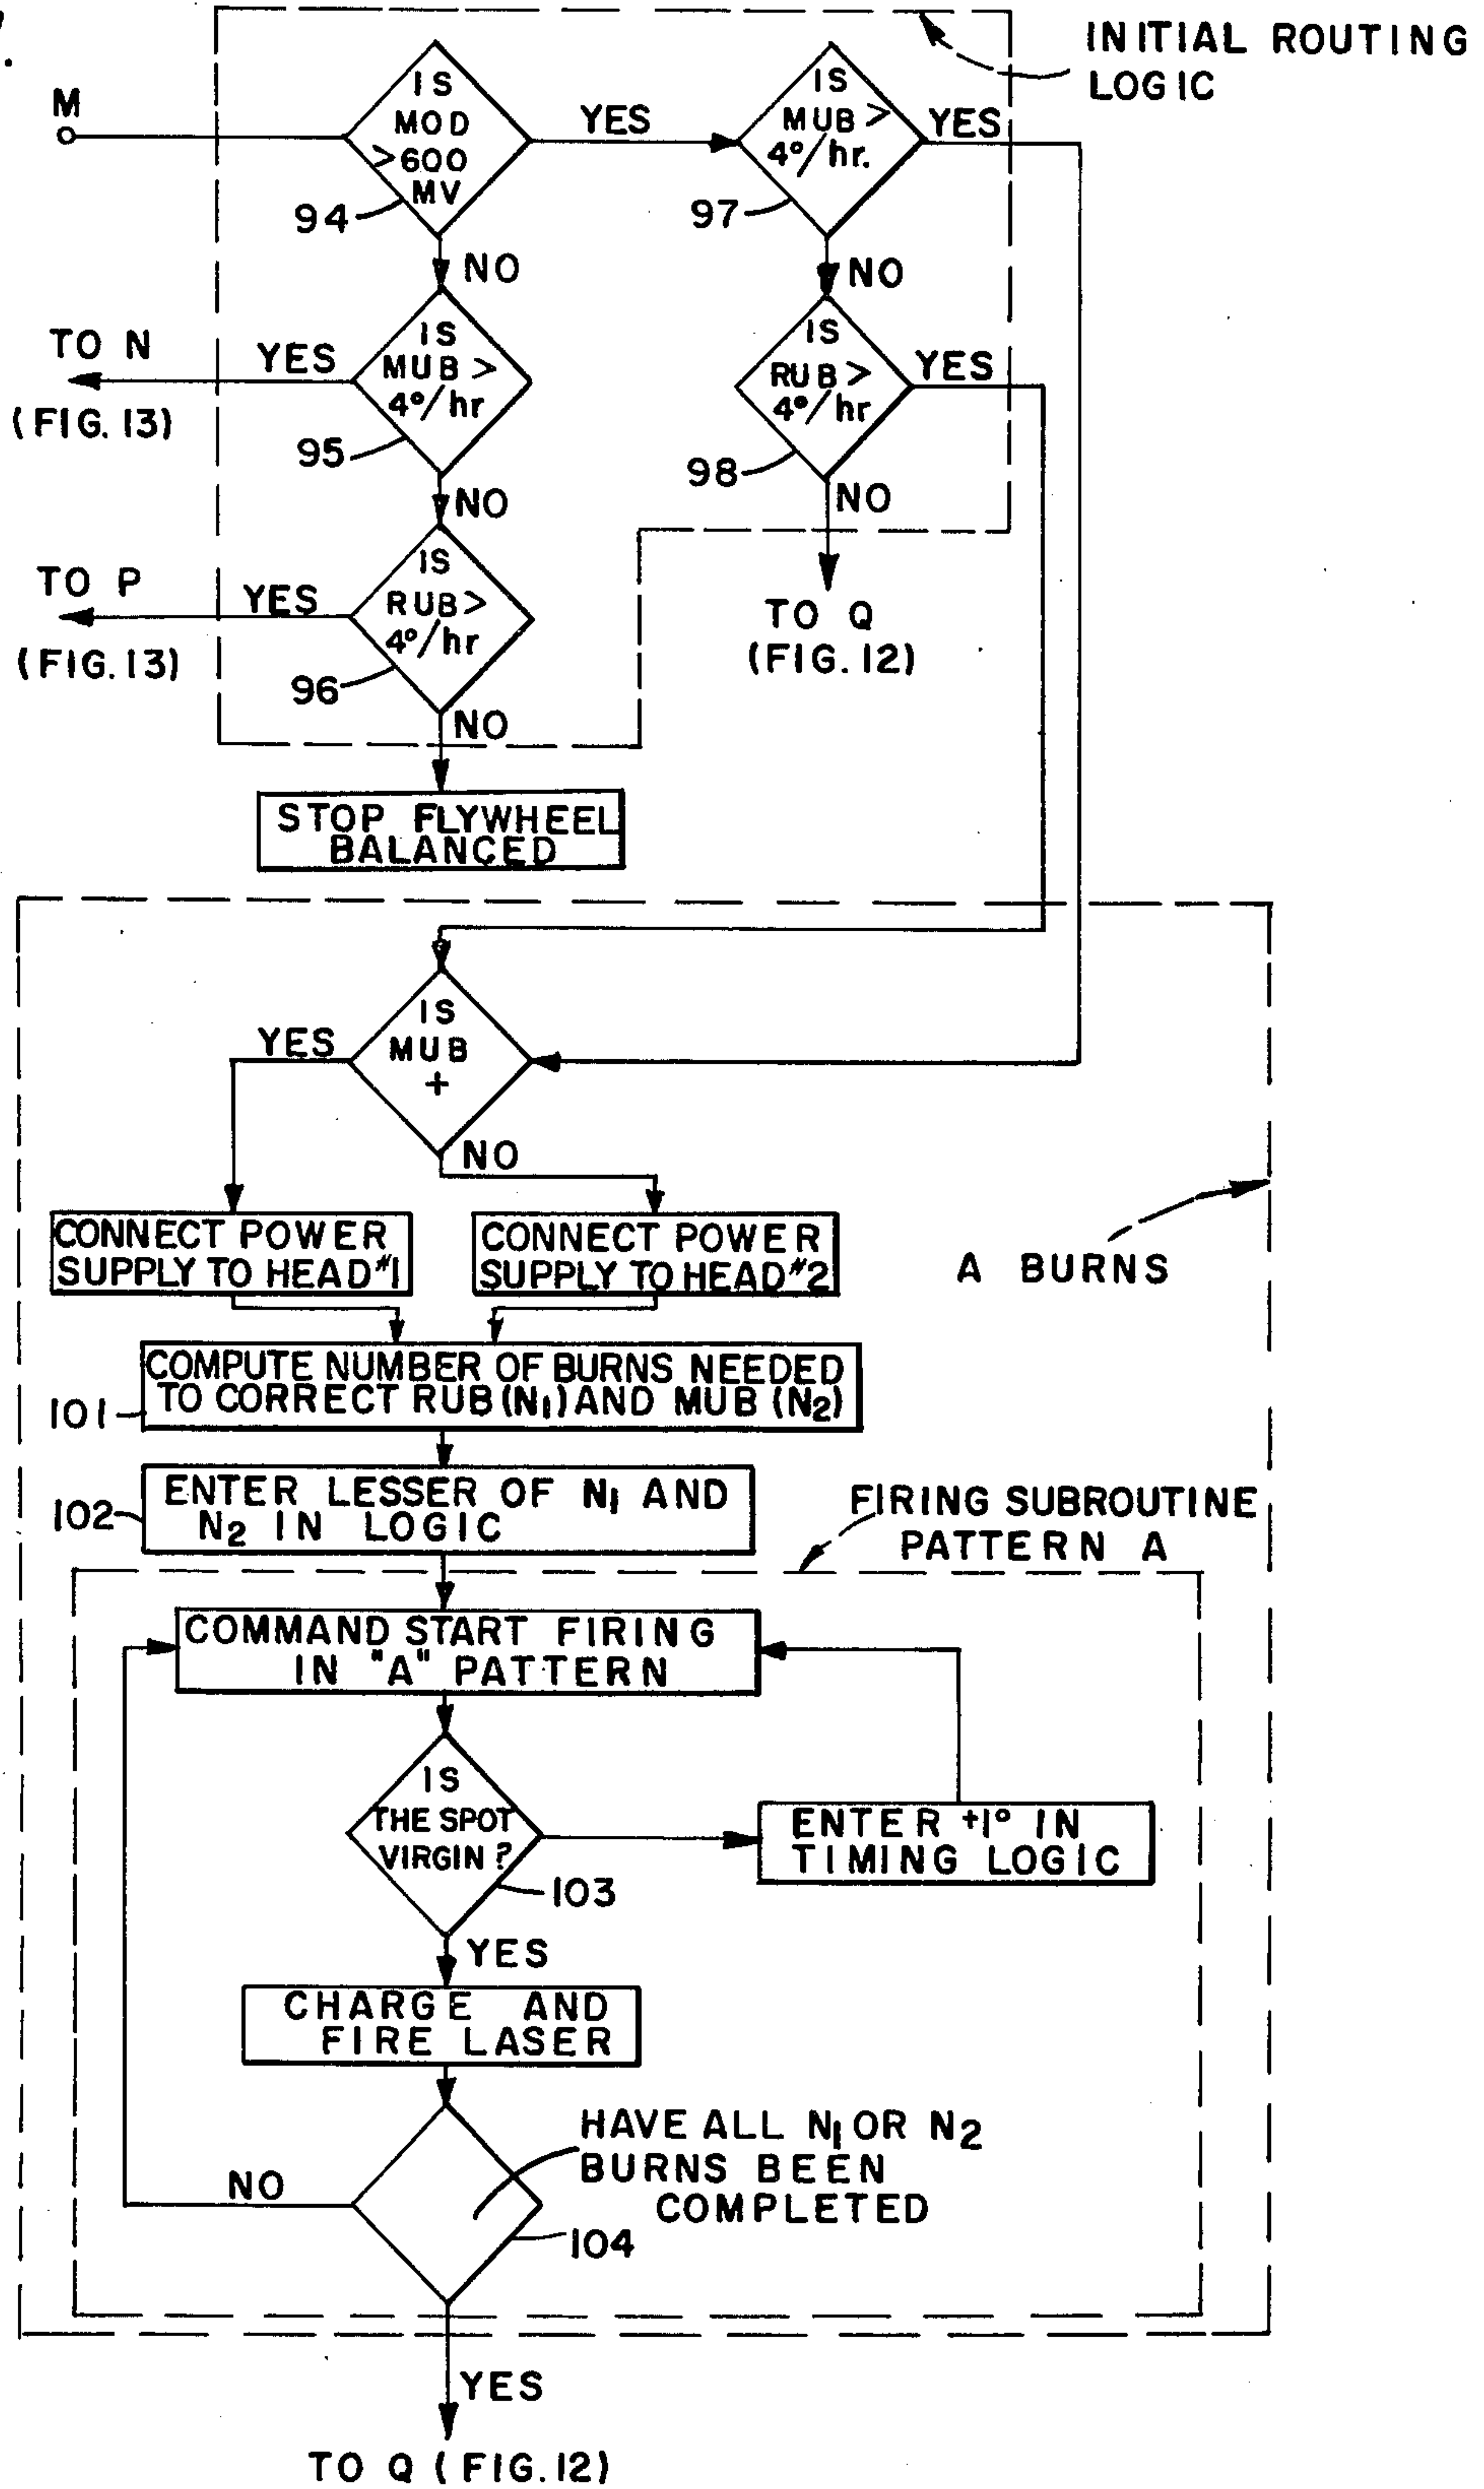 INITIAL ROUTING
LOGIC
M
IS
MOD
>600
MV
94
YES
IS
MUB >
4°/hr.
97
YES
NO
NO
TO N
(FIG. 13)
YES
IS
MUB >
4°/hr
95
IS
RUB >
4°/hr
98
YES
NO
NO
TO P
(FIG. 13)
YES
IS
RUB >
4°/hr
96
TO Q
(FIG. 12)
NO
STOP FLYWHEEL
BALANCED
IS
MUB
+
YES
NO
CONNECT POWER
SUPPLY TO HEAD #1
CONNECT POWER
SUPPLY TO HEAD #2
A BURNS
COMPUTE NUMBER OF BURNS NEEDED
TO CORRECT RUB (N1) AND MUB (N2)
101
ENTER LESSER OF N1 AND
N2 IN LOGIC
102
FIRING SUBROUTINE
PATTERN A
COMMAND START FIRING
IN "A" PATTERN
IS
THE SPOT
VIRGIN ?
103
ENTER +1° IN
TIMING LOGIC
YES
CHARGE AND
FIRE LASER
HAVE ALL N1 OR N2
BURNS BEEN
COMPLETED
NO
104
YES
TO Q (FIG. 12)